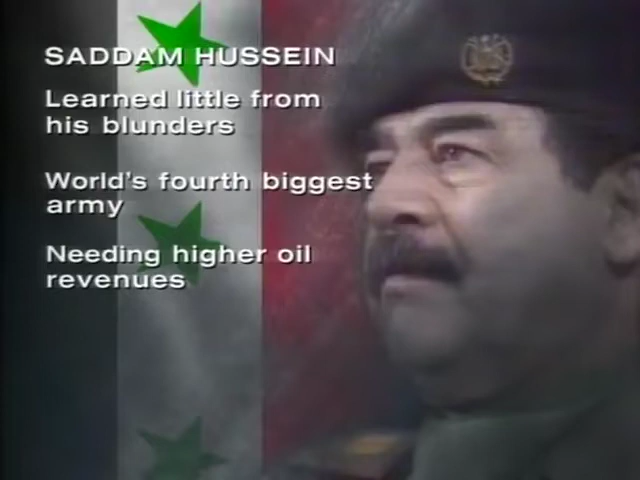 SADDAM HUSSEIN
Learned little from
his blunders
World's fourth biggest
army
Needing higher oil
revenues